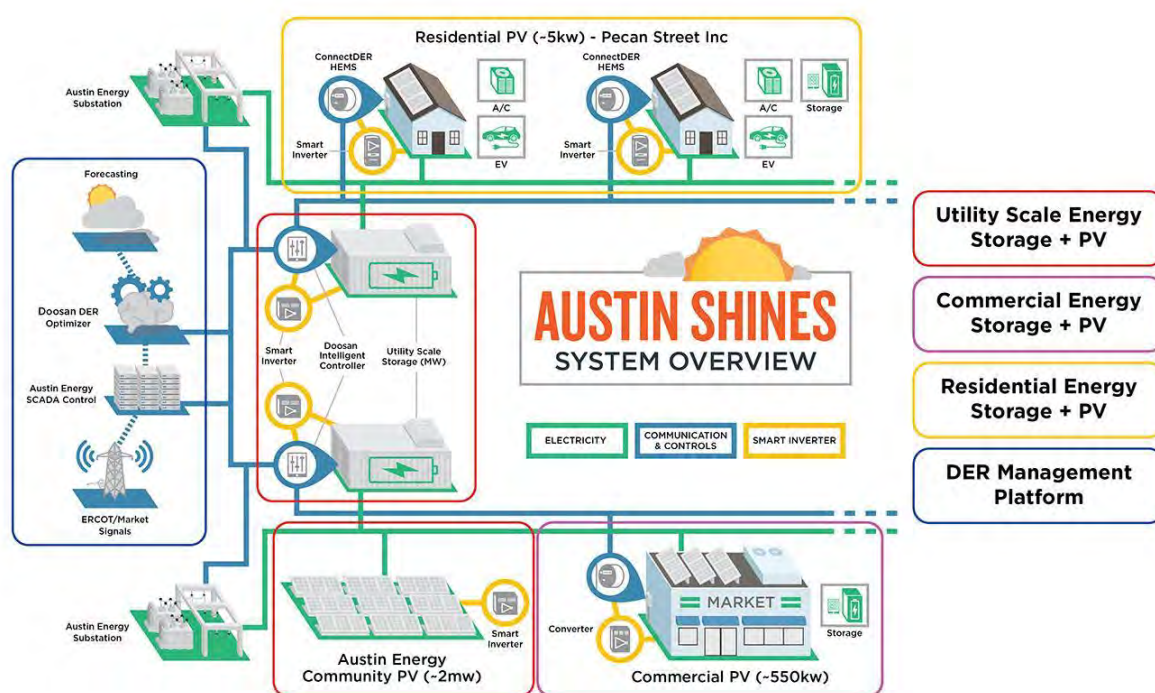 Residential PV (~5kw) - Pecan Street Inc
ConnectDER
HEMS
ConnectDER
HEMS
A/C
A/C
Storage
Smart
Inverter
EV
Smart
Inverter
EV
Austin Energy
Substation
Forecasting
Doosan DER
Optimizer
Austin Energy
SCADA Control
ERCOT/Market
Signals
Smart
Inverter
Doosan
Intelligent
Controller
Utility Scale
Storage (MW)
AUSTIN SHINES
SYSTEM OVERVIEW
ELECTRICITY
COMMUNICATION
& CONTROLS
SMART INVERTER
Utility Scale Energy
Storage + PV
Commercial Energy
Storage + PV
Residential Energy
Storage + PV
DER Management
Platform
Austin Energy
Substation
Smart
Inverter
Austin Energy
Community PV (~2mw)
Converter
MARKET
Storage
Commercial PV (~550kw)